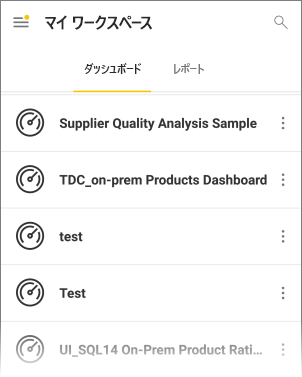 マイ ワークスペース
ダッシュボード
レポート
Supplier Quality Analysis Sample
TDC_on-prem Products Dashboard
test
Test
UI_SQL14 On-Prem Product Rati...